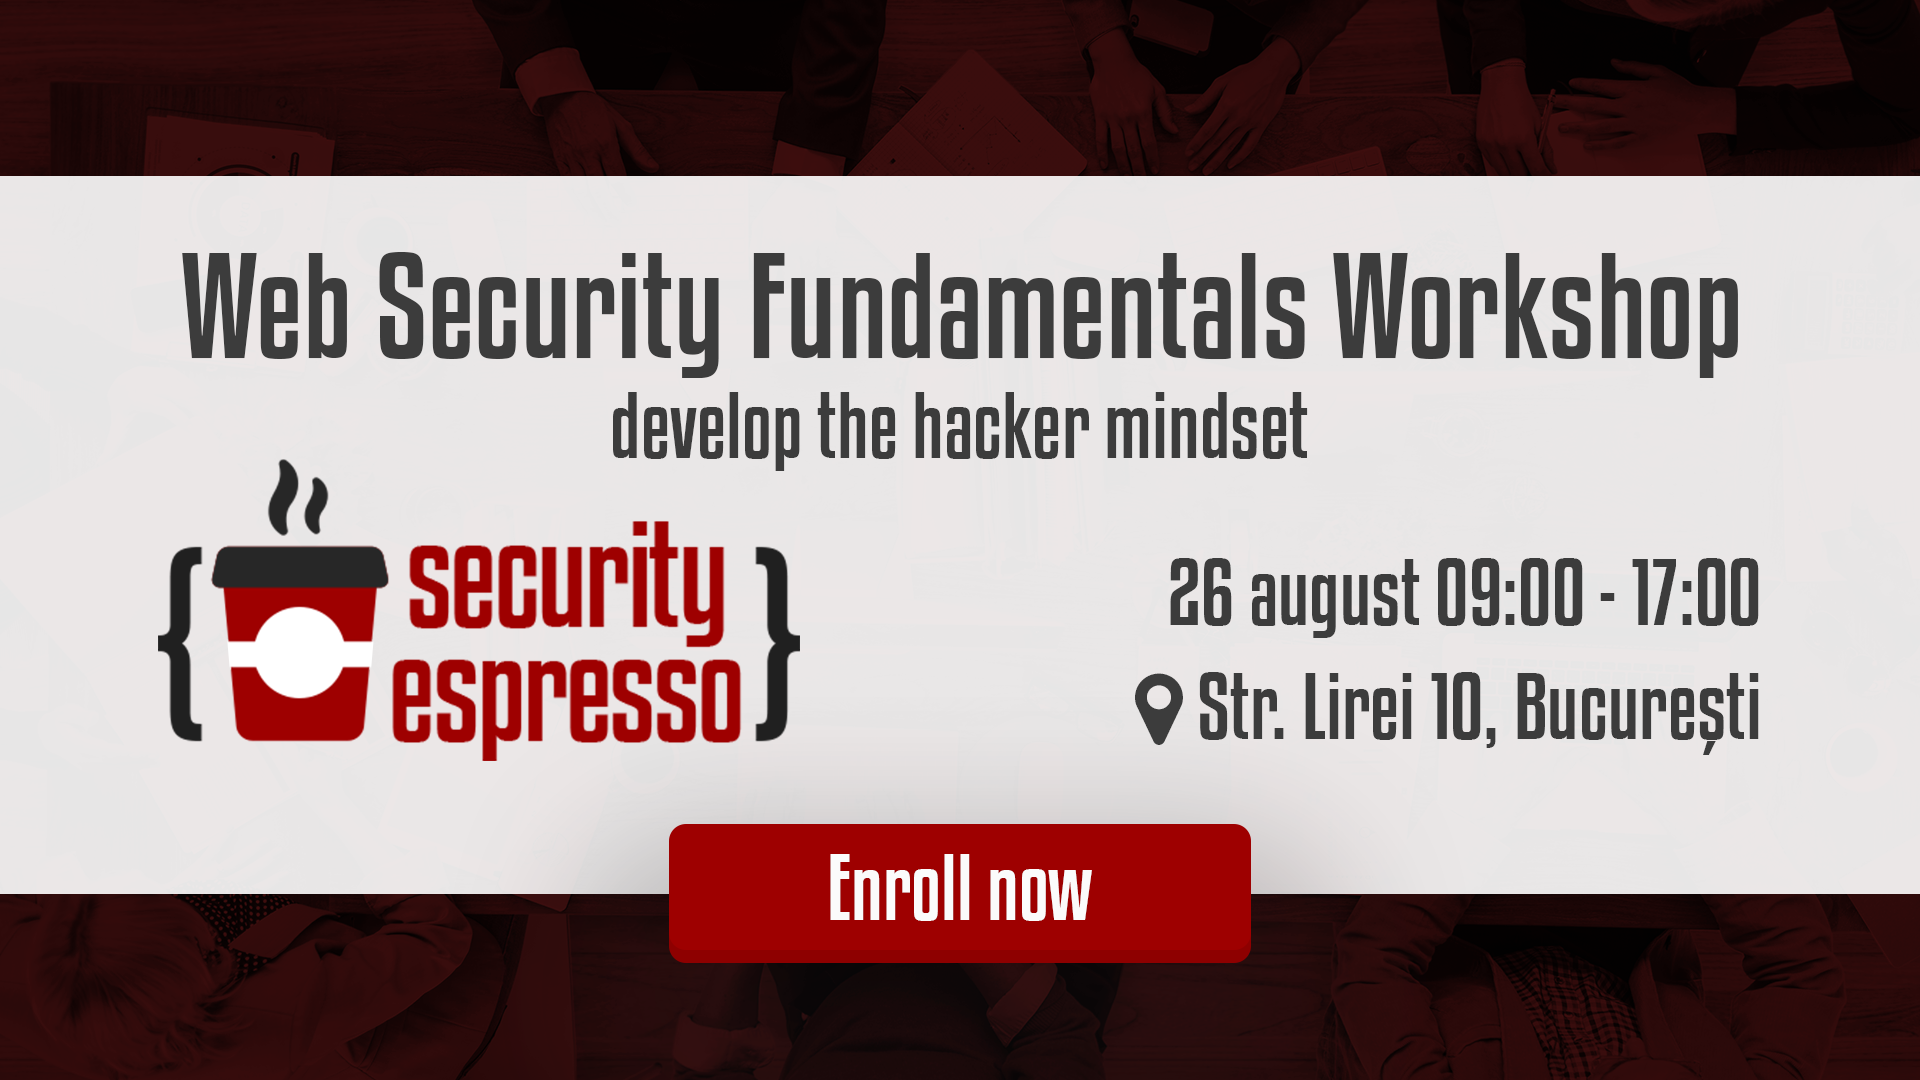 Web Security Fundamentals Workshop
develop the hacker mindset
{ security
espresso }
26 august 09:00 - 17:00
Str. Lirei 10, București
Enroll now